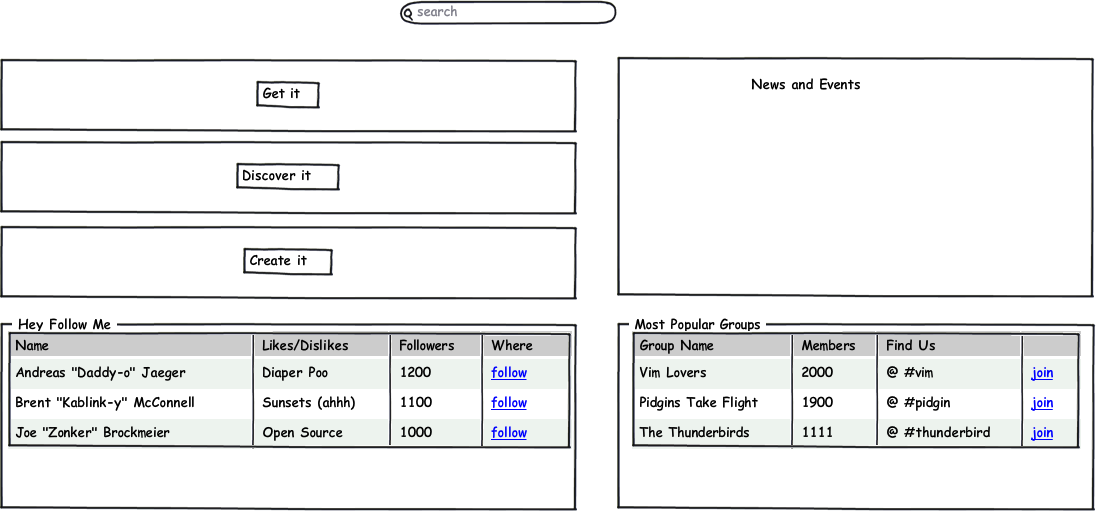 search
Get it
Discover it
Create it
News and Events
Hey Follow Me
Name Likes/Dislikes Followers Where
Andreas "Daddy-o" Jaeger Diaper Poo 1200 follow
Brent "Kablink-y" McConnell Sunsets (ahhh) 1100 follow
Joe "Zonker" Brockmeier Open Source 1000 follow
Most Popular Groups
Group Name Members Find Us
Vim Lovers 2000 @ #vim join
Pidgins Take Flight 1900 @ #pidgin join
The Thunderbirds 1111 @ #thunderbird join